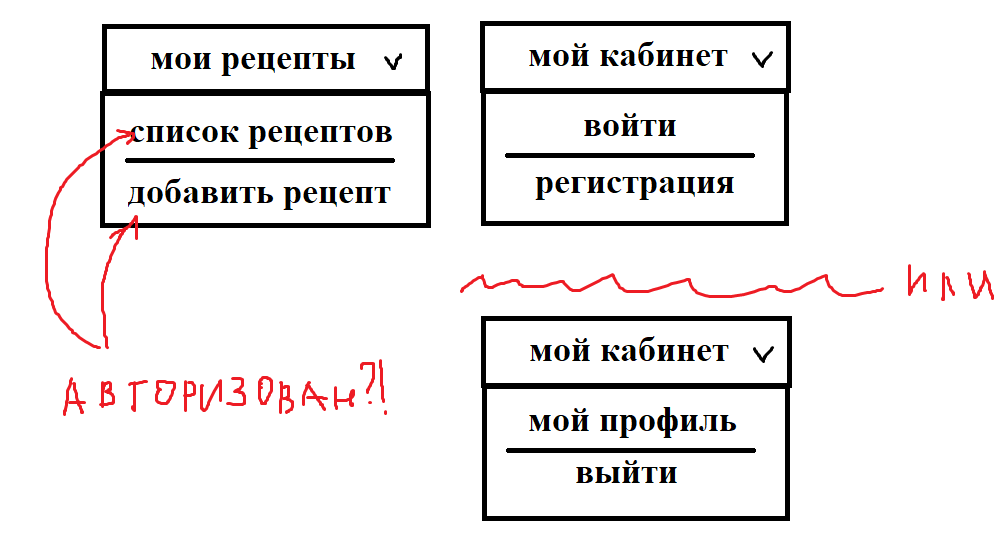 мои рецепты
список рецептов
добавить рецепт
АВТОРИЗОВАН?!
мой кабинет
войти
регистрация
ИЛИ
мой кабинет
мой профиль
выйти